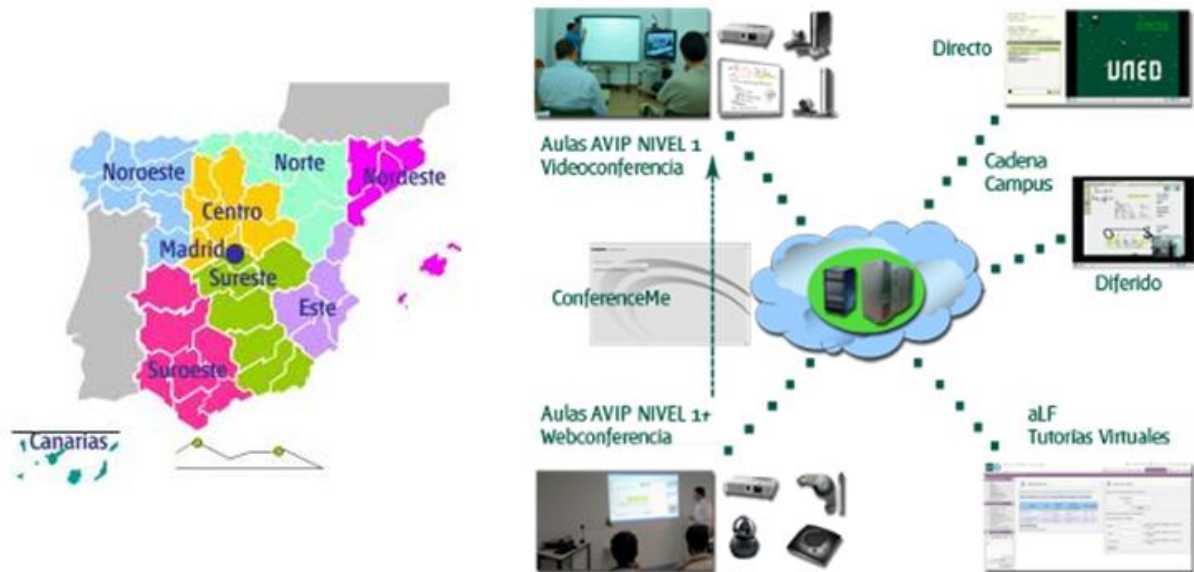 Noroeste
Norte
Nordeste
Centro
Madrid
Sureste
Este
Suroeste
Canarias
Aulas AVIP NIVEL 1
Videoconferencia
ConferenceMe
Aulas AVIP NIVEL 1+
Webconferencia
Directo
UNED
Cadena
Campus
Diferido
aLF
Tutorías Virtuales